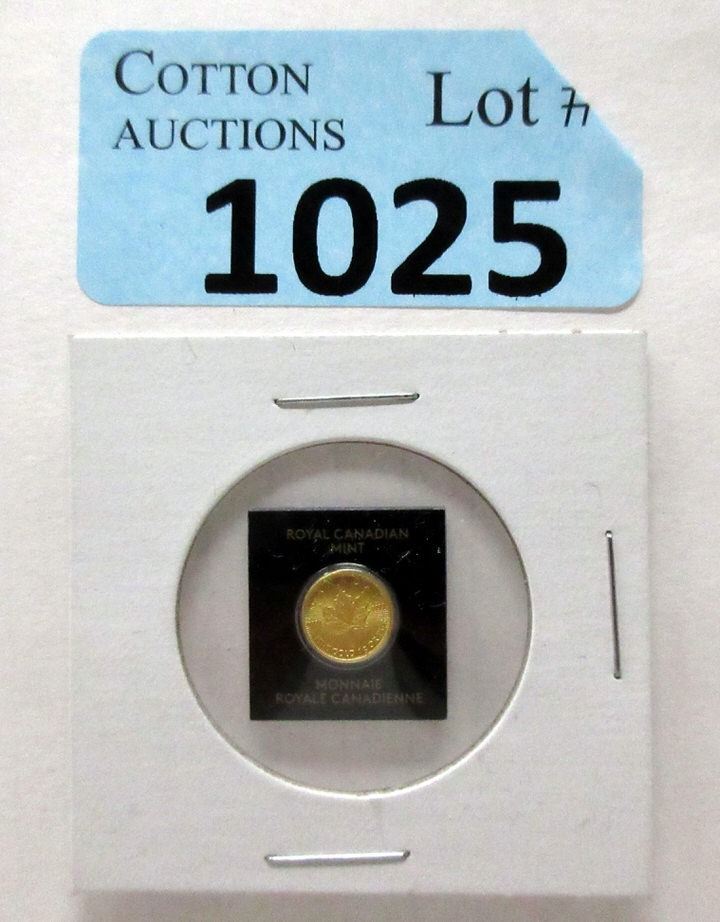 COTTON
AUCTIONS
Lot #
1025
ROYAL CANADIAN
MINT
MONNAIE
ROYALE CANADIENNE